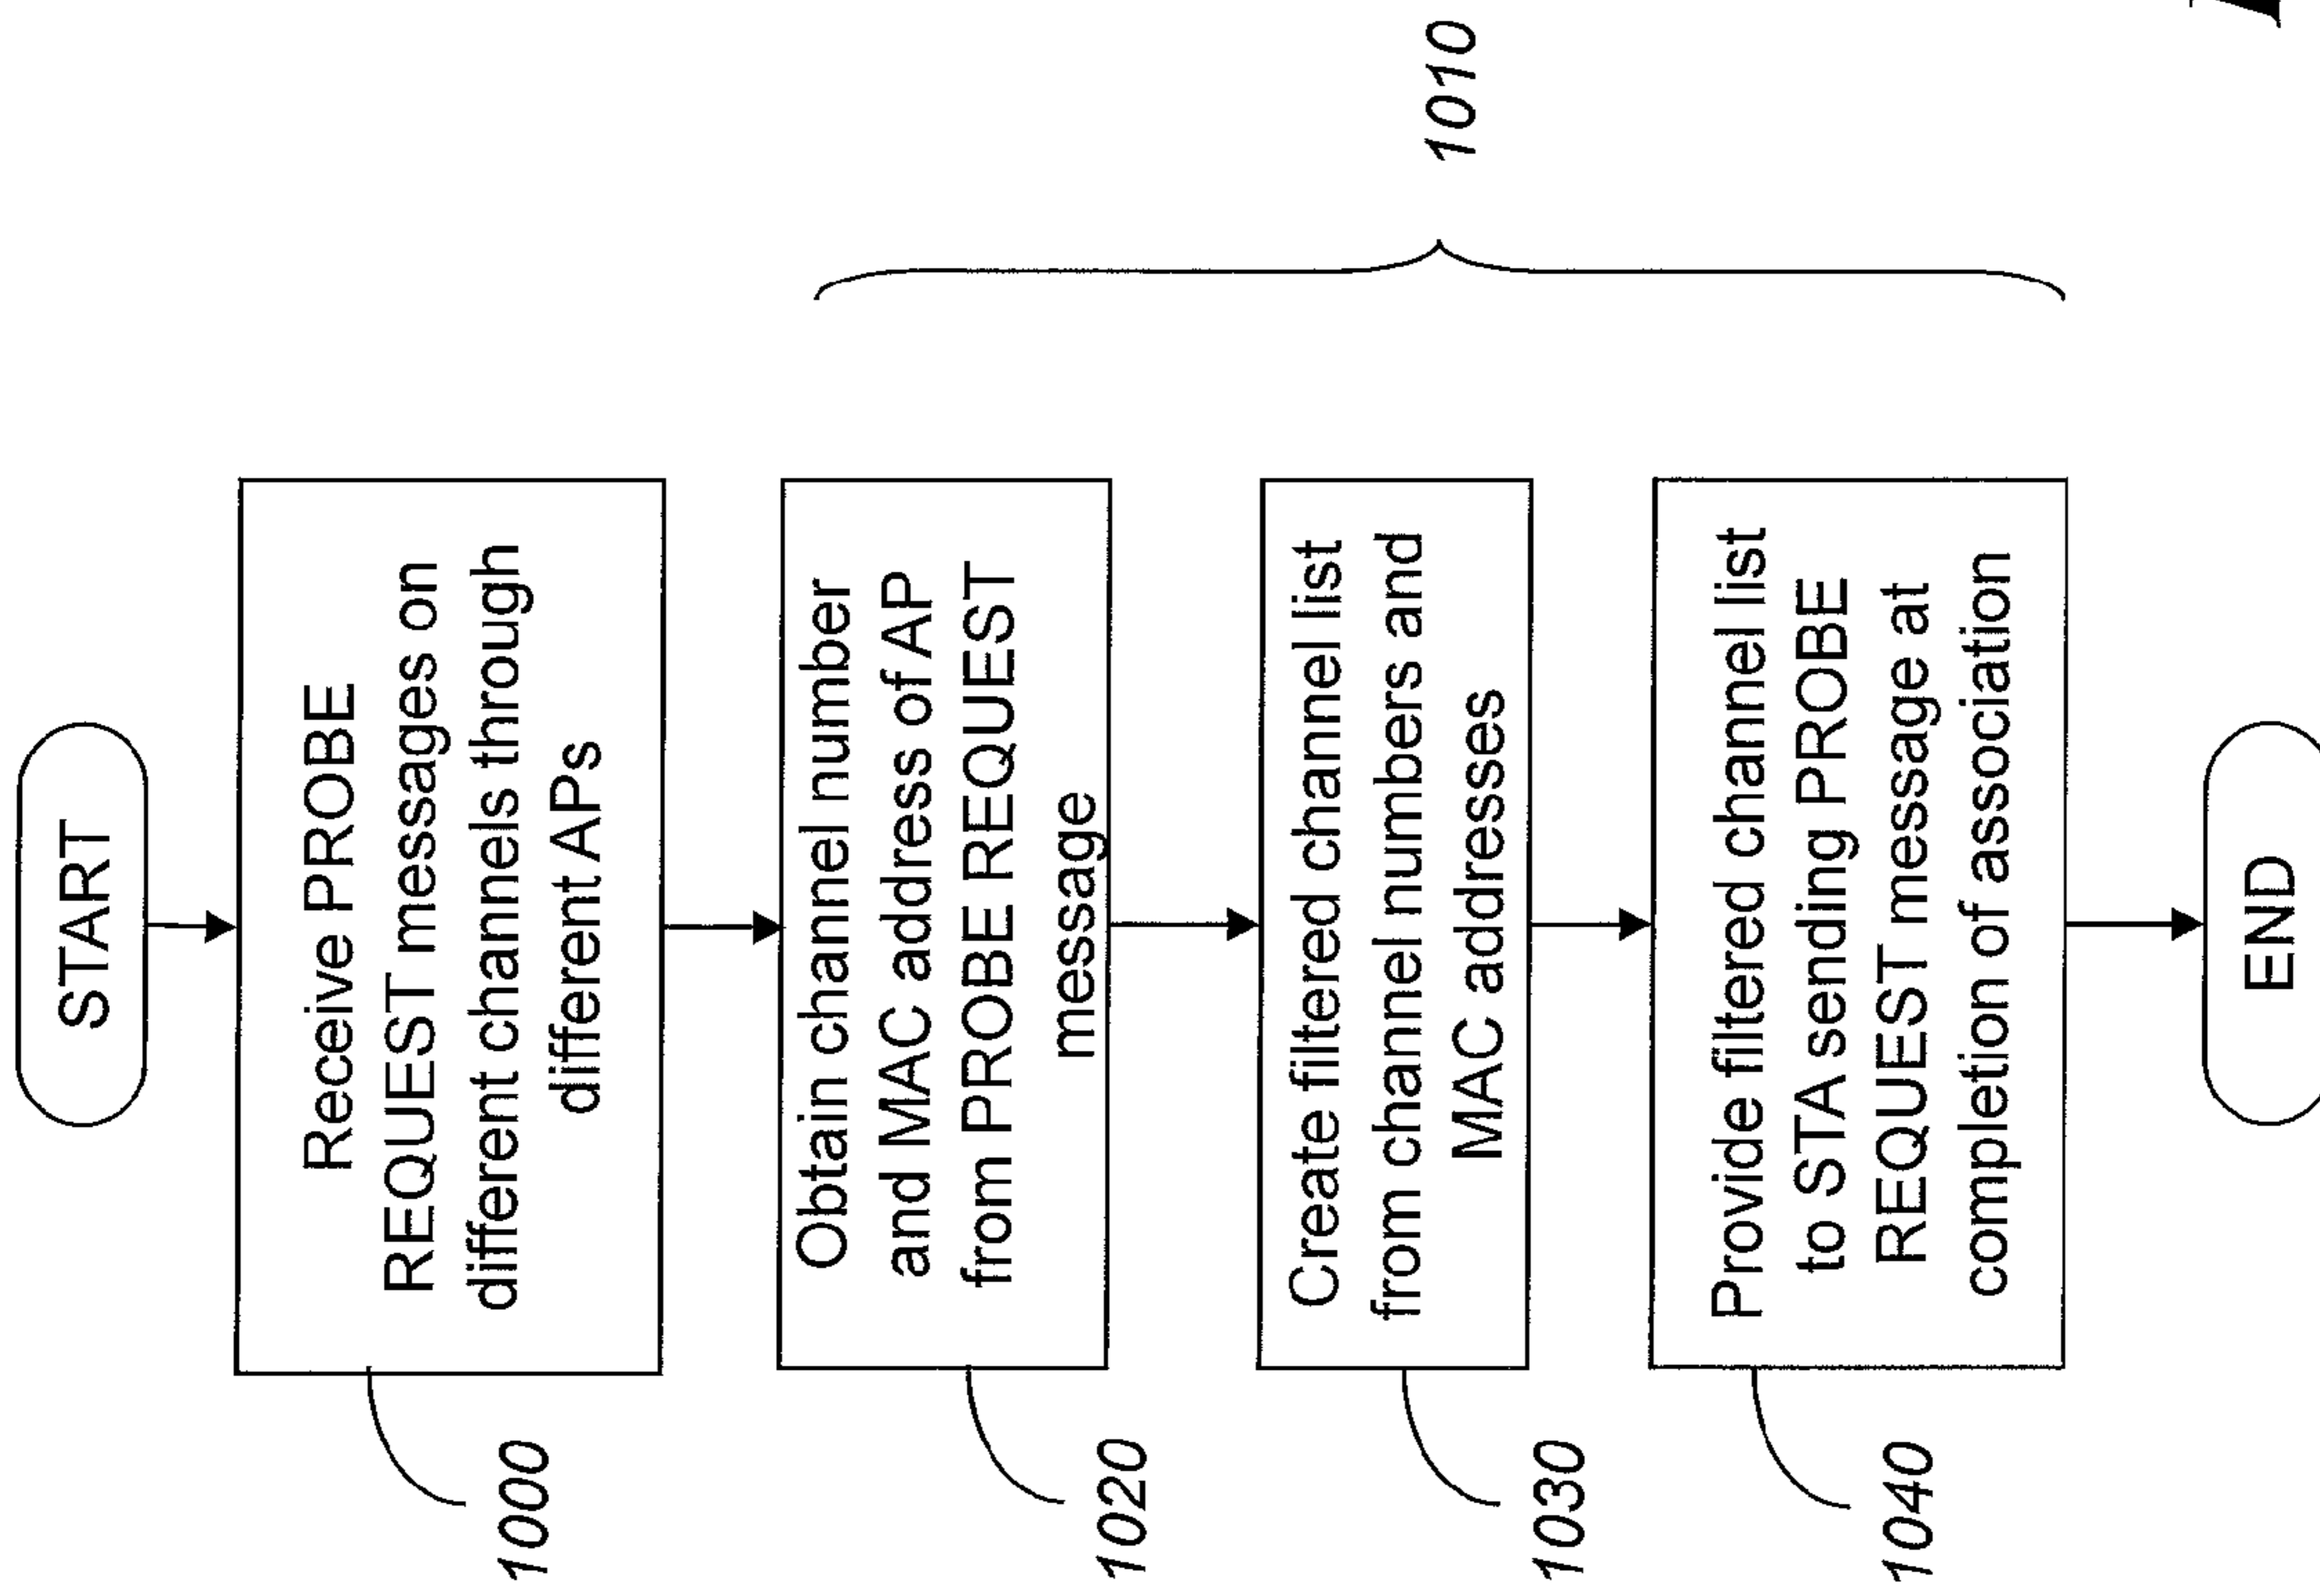 START
Receive PROBE
REQUEST messages on
different channels through
different APs
1000
Obtain channel number
and MAC address of AP
from PROBE REQUEST
message
1020
Create filtered channel list
from channel numbers and
MAC addresses
1030
Provide filtered channel list
to STA sending PROBE
REQUEST message at
completion of association
1040
1010
END